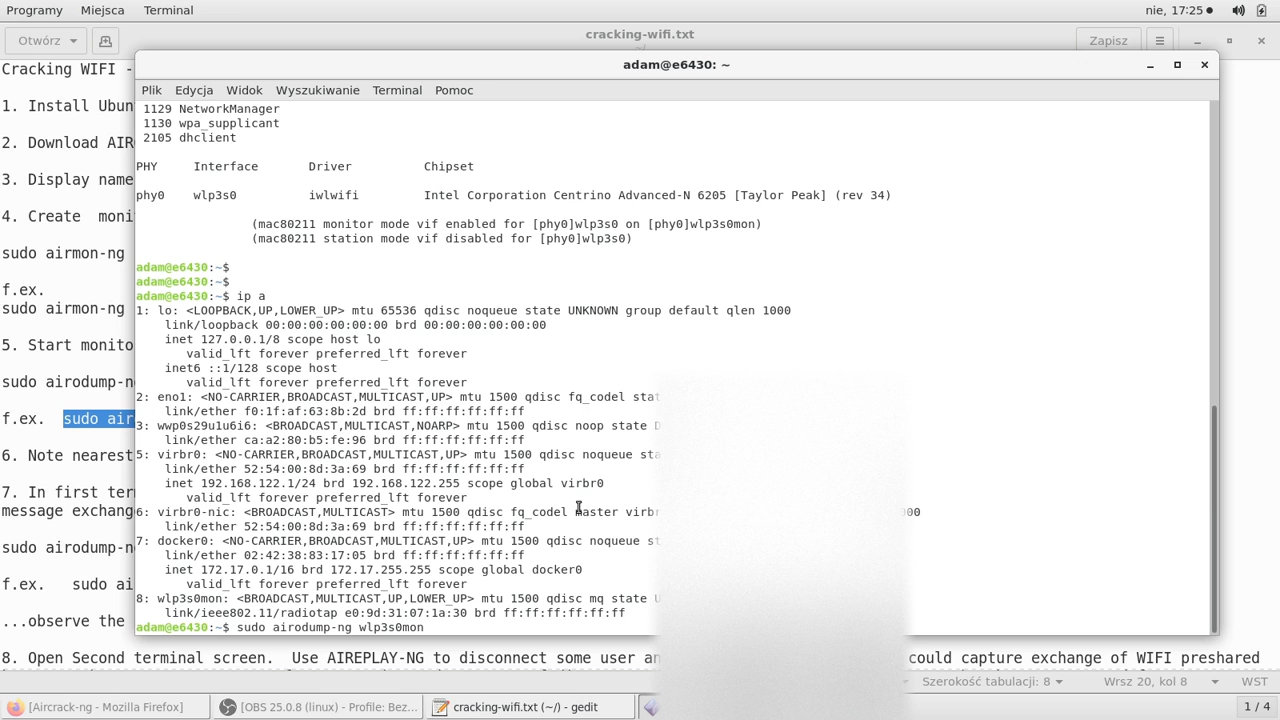 Programy Miejsca Terminal nie, 17:25
Otwórz cracking-wifi.txt Zapisz
~/
Cracking WIFI -
1. Install Ubun
2. Download AIR
3. Display name
4. Create moni
sudo airmon-ng
f.ex.
sudo airmon-ng
5. Start monito
sudo airodump-n
f.ex. sudo air
6. Note nearest
7. In first ter
message exchang
sudo airodump-n
f.ex. sudo ai
...observe the
8. Open Second terminal screen. Use AIREPLAY-NG to disconnect some user an could capture exchange of WIFI preshared
adam@e6430: ~
Plik Edycja Widok Wyszukiwanie Terminal Pomoc
1129 NetworkManager
1130 wpa_supplicant
2105 dhclient
PHY Interface Driver Chipset
phy0 wlp3s0 iwlwifi Intel Corporation Centrino Advanced-N 6205 [Taylor Peak] (rev 34)
(mac80211 monitor mode vif enabled for [phy0]wlp3s0 on [phy0]wlp3s0mon)
(mac80211 station mode vif disabled for [phy0]wlp3s0)
adam@e6430:~$
adam@e6430:~$
adam@e6430:~$ ip a
1: lo: <LOOPBACK,UP,LOWER_UP> mtu 65536 qdisc noqueue state UNKNOWN group default qlen 1000
link/loopback 00:00:00:00:00:00 brd 00:00:00:00:00:00
inet 127.0.0.1/8 scope host lo
valid_lft forever preferred_lft forever
inet6 ::1/128 scope host
valid_lft forever preferred_lft forever
2: eno1: <NO-CARRIER,BROADCAST,MULTICAST,UP> mtu 1500 qdisc fq_codel stat
link/ether f0:1f:af:63:8b:2d brd ff:ff:ff:ff:ff:ff
3: wwp0s29u1u6i6: <BROADCAST,MULTICAST,NOARP> mtu 1500 qdisc noop state D
link/ether ca:a2:80:b5:fe:96 brd ff:ff:ff:ff:ff:ff
5: virbr0: <NO-CARRIER,BROADCAST,MULTICAST,UP> mtu 1500 qdisc noqueue sta
link/ether 52:54:00:8d:3a:69 brd ff:ff:ff:ff:ff:ff
inet 192.168.122.1/24 brd 192.168.122.255 scope global virbr0
valid_lft forever preferred_lft forever
6: virbr0-nic: <BROADCAST,MULTICAST> mtu 1500 qdisc fq_codel master virbr 000
link/ether 52:54:00:8d:3a:69 brd ff:ff:ff:ff:ff:ff
7: docker0: <NO-CARRIER,BROADCAST,MULTICAST,UP> mtu 1500 qdisc noqueue st
link/ether 02:42:38:83:17:05 brd ff:ff:ff:ff:ff:ff
inet 172.17.0.1/16 brd 172.17.255.255 scope global docker0
valid_lft forever preferred_lft forever
8: wlp3s0mon: <BROADCAST,MULTICAST,UP,LOWER_UP> mtu 1500 qdisc mq state U
link/ieee802.11/radiotap e0:9d:31:07:1a:30 brd ff:ff:ff:ff:ff:ff
adam@e6430:~$ sudo airodump-ng wlp3s0mon
Szerokość tabulacji: 8 Wrsz 20, kol 8 WST
[Aircrack-ng - Mozilla Firefox] [OBS 25.0.8 (linux) - Profile: Bez... cracking-wifi.txt (~/) - gedit 1 / 4